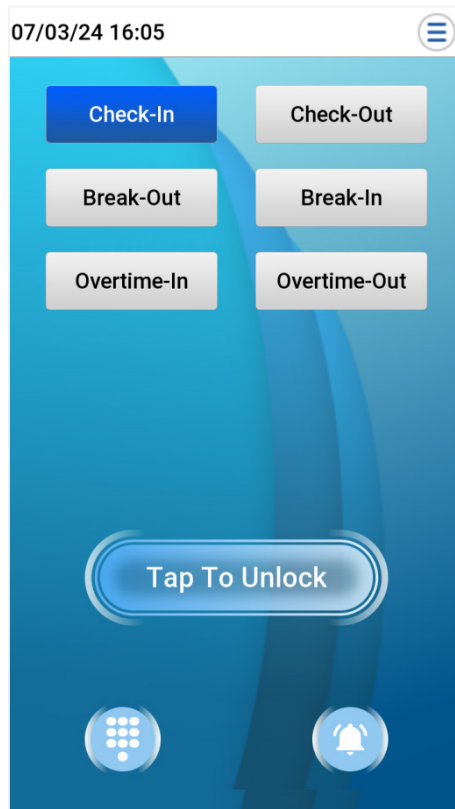 07/03/24 16:05
Check-In Check-Out
Break-Out Break-In
Overtime-In Overtime-Out
Tap To Unlock